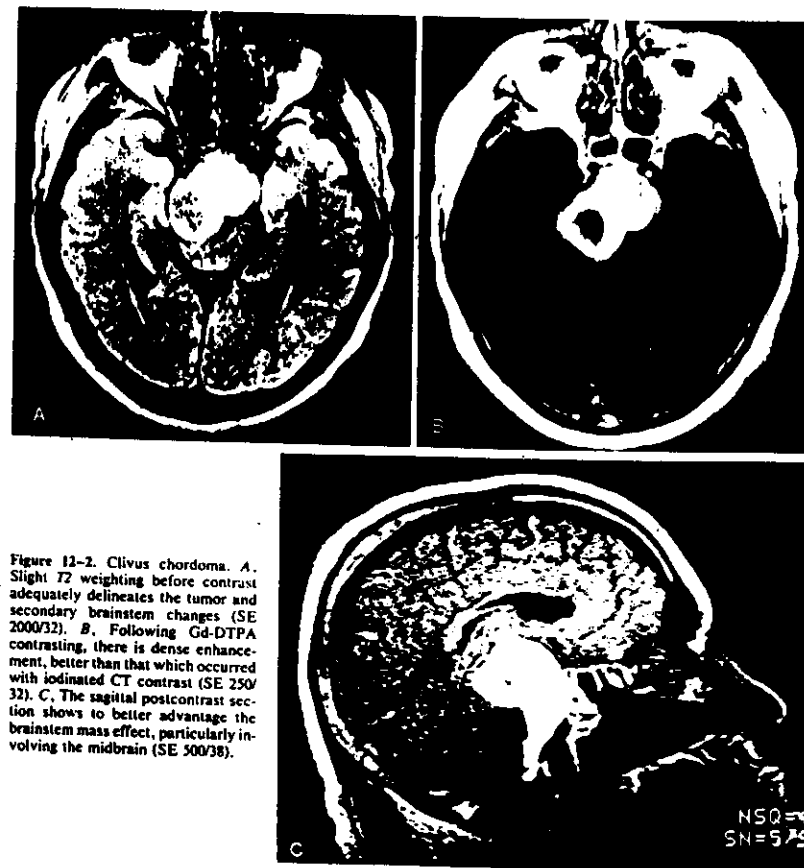 A
B
Figure 12-2. Clivus chordoma. A,
Slight T2 weighting before contrast
adequately delineates the tumor and
secondary brainstem changes (SE
2000/32). B, Following Gd-DTPA
contrasting, there is dense enhance-
ment, better than that which occurred
with iodinated CT contrast (SE 250/
32). C, The sagittal postcontrast sec-
tion shows to better advantage the
brainstem mass effect, particularly in-
volving the midbrain (SE 500/38).
C
NSQ=
SN=